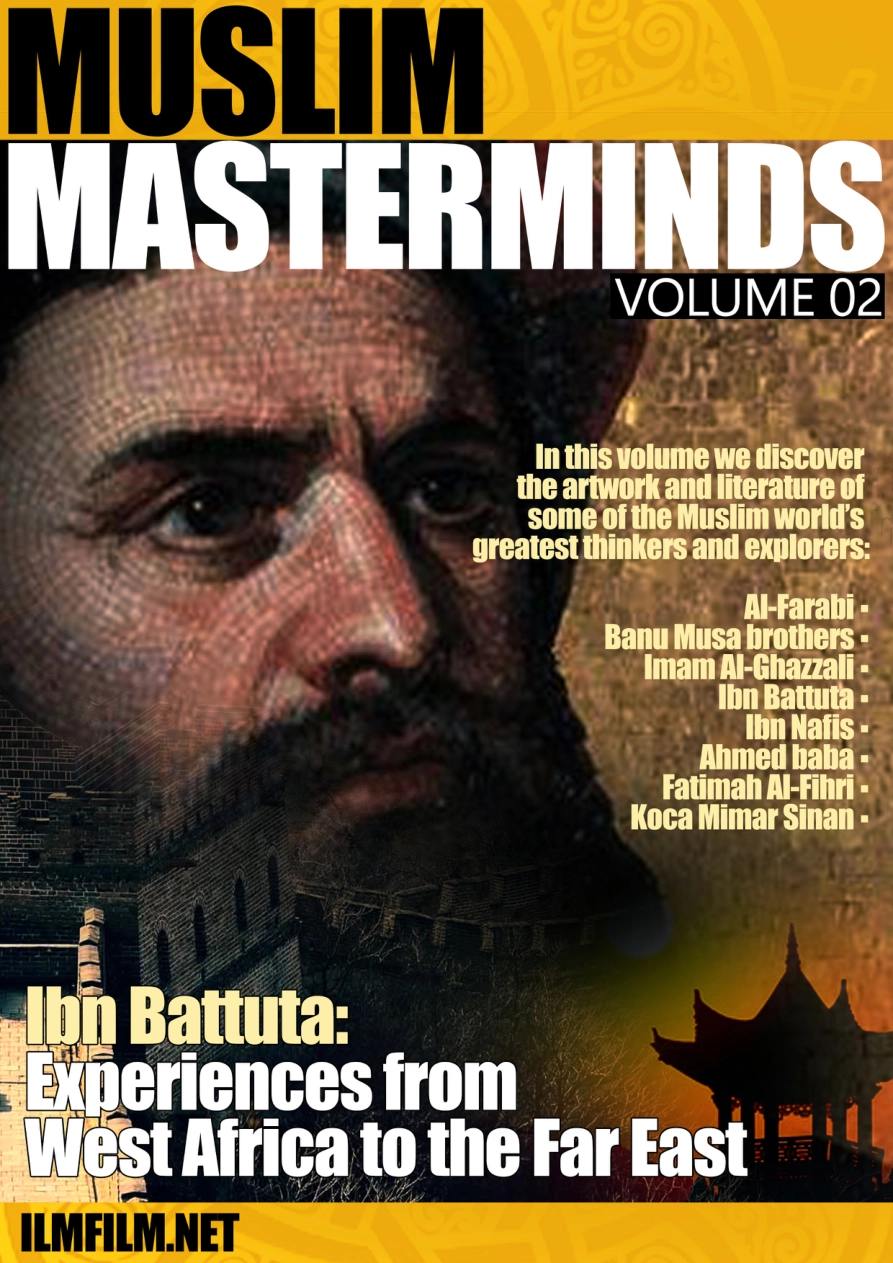 MUSLIM
MASTERMINDS
VOLUME 02
In this volume we discover
the artwork and literature of
some of the Muslim world's
greatest thinkers and explorers:
Al-Farabi ▪
Banu Musa brothers ▪
Imam Al-Ghazzali ▪
Ibn Battuta ▪
Ibn Nafis ▪
Ahmed baba ▪
Fatimah Al-Fihri ▪
Koca Mimar Sinan ▪
Ibn Battuta:
Experiences from
West Africa to the Far East
ILMFILM.NET